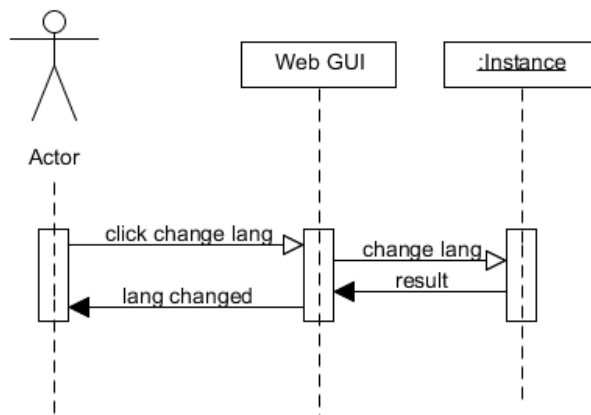 Web GUI
:Instance
Actor
click change lang
change lang
result
lang changed